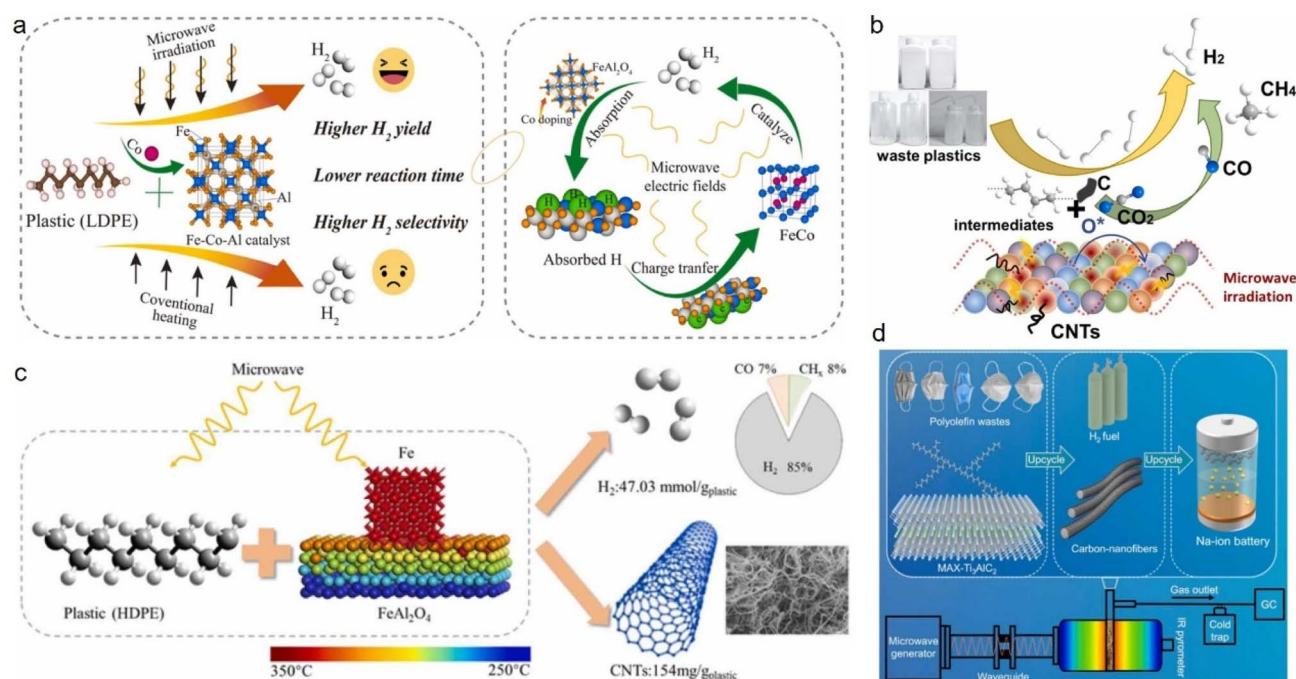 a
Microwave
irradiation
H2
Higher H2 yield
Fe
Co
Lower reaction time
Al
Plastic (LDPE)
Fe-Co-Al catalyst
Higher H2 selectivity
Coventional
heating
H2
FeAl2O4
H2
Co doping
Absorption
Catalyze
Microwave
electric fields
H
H
H
Absorbed H
Charge tranfer
FeCo
C
C
C
b
H2
CH4
waste plastics
C
+
CO
CO2
intermediates
O*
Microwave
irradiation
CNTs
c
Microwave
CO 7%
CHx 8%
H2 85%
Fe
H2:47.03 mmol/gplastic
Plastic (HDPE)
FeAl2O4
CNTs:154mg/gplastic
350°C
250°C
d
Polyolefin wastes
H2 fuel
Upcycle
Upcycle
MAX-Ti3AlC2
Carbon-nanofibers
Na-ion battery
Gas outlet
GC
Cold
trap
Microwave
generator
IR pyrometer
Waveguide